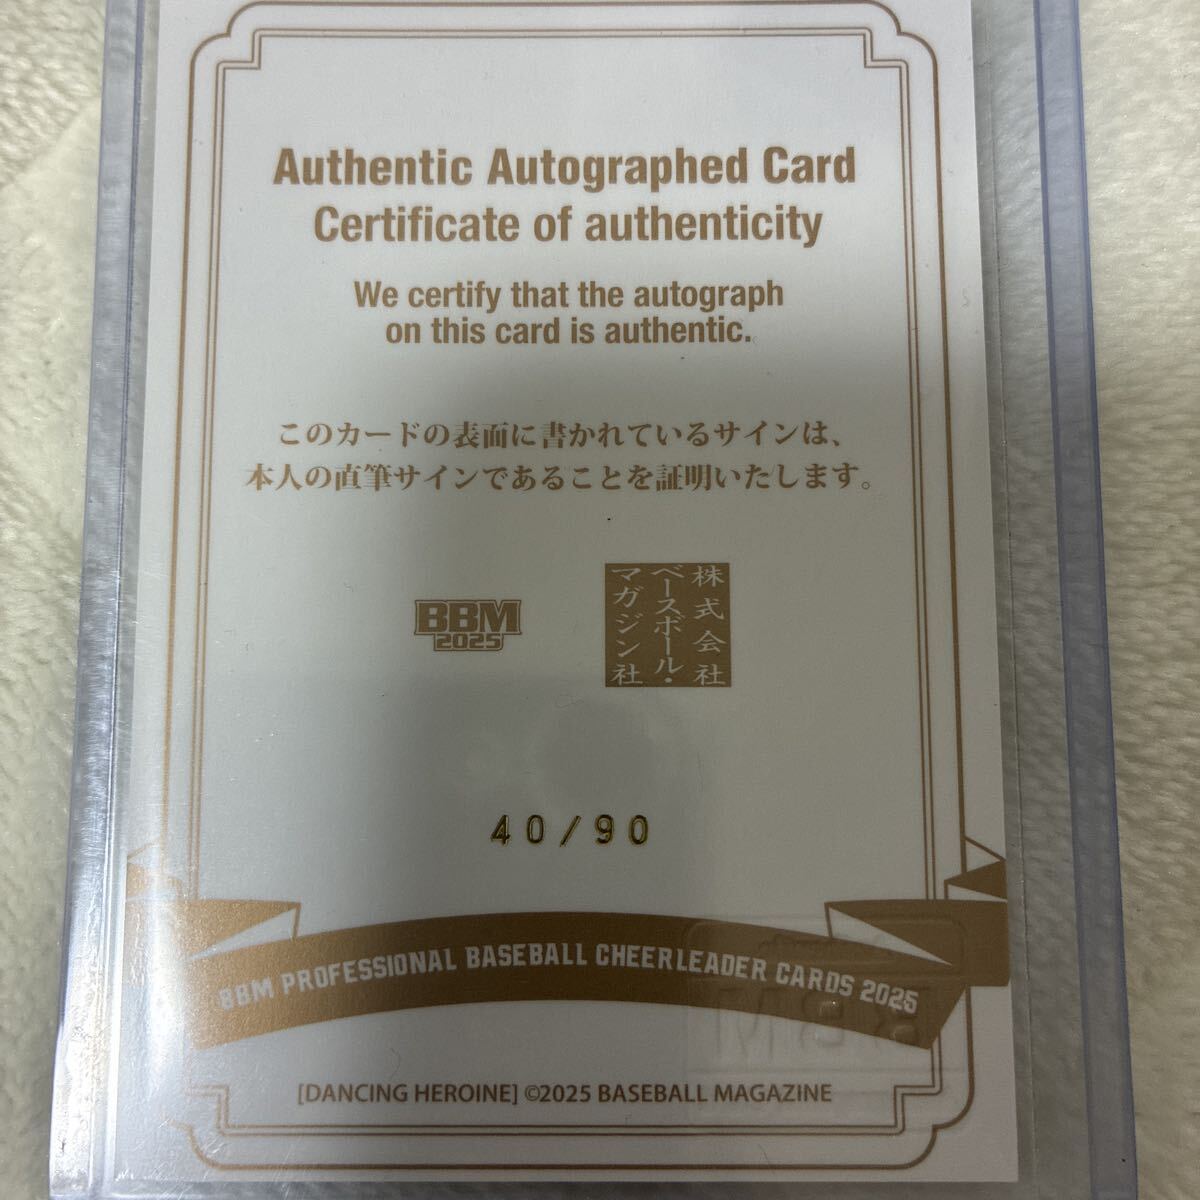 Authentic Autographed Card
Certificate of authenticity
We certify that the autograph
on this card is authentic.
このカードの表面に書かれているサインは、
本人の直筆サインであることを証明いたします。
BBM
2025
株式会社
ベースボール・
マガジン社
40/90
BBM PROFESSIONAL BASEBALL CHEERLEADER CARDS 2025
BBM
[DANCING HEROINE] ©2025 BASEBALL MAGAZINE